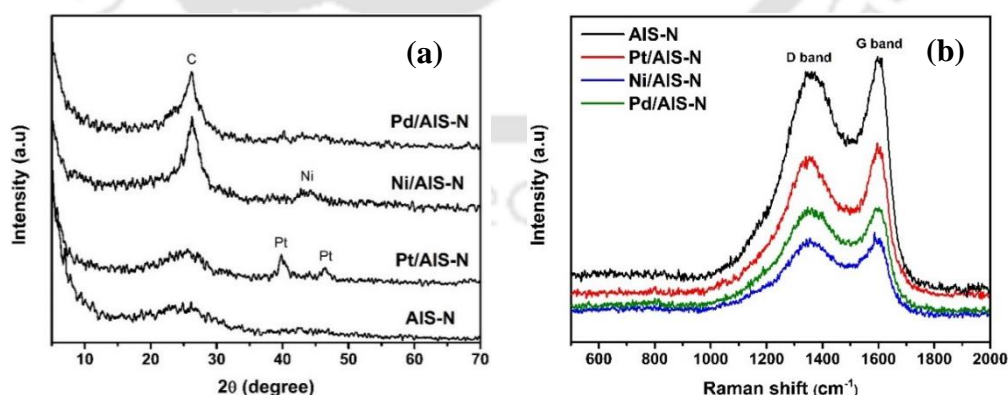 (a)
C
Pd/AIS-N
Ni
Ni/AIS-N
Pt
Pt
Pt/AIS-N
AIS-N
Intensity (a.u)
10 20 30 40 50 60 70
2θ (degree)
(b)
AIS-N
Pt/AIS-N
Ni/AIS-N
Pd/AIS-N
D band
G band
Intensity (a.u)
600 800 1000 1200 1400 1600 1800 2000
Raman shift (cm⁻¹)